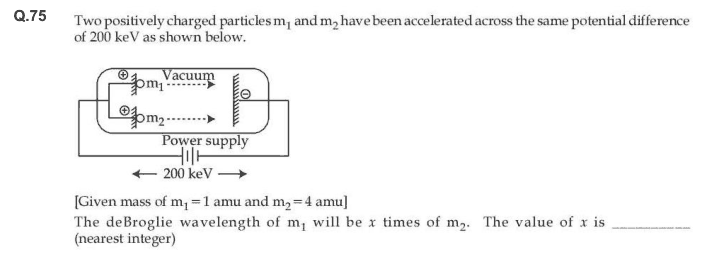 Q.75 Two positively charged particles m₁ and m₂ have been accelerated across the same potential difference
of 200 keV as shown below.
⊕ Vacuum
m₁
⊖
⊕
m₂
Power supply
200 keV
[Given mass of m₁ = 1 amu and m₂ = 4 amu]
The deBroglie wavelength of m₁ will be x times of m₂. The value of x is ________
(nearest integer)